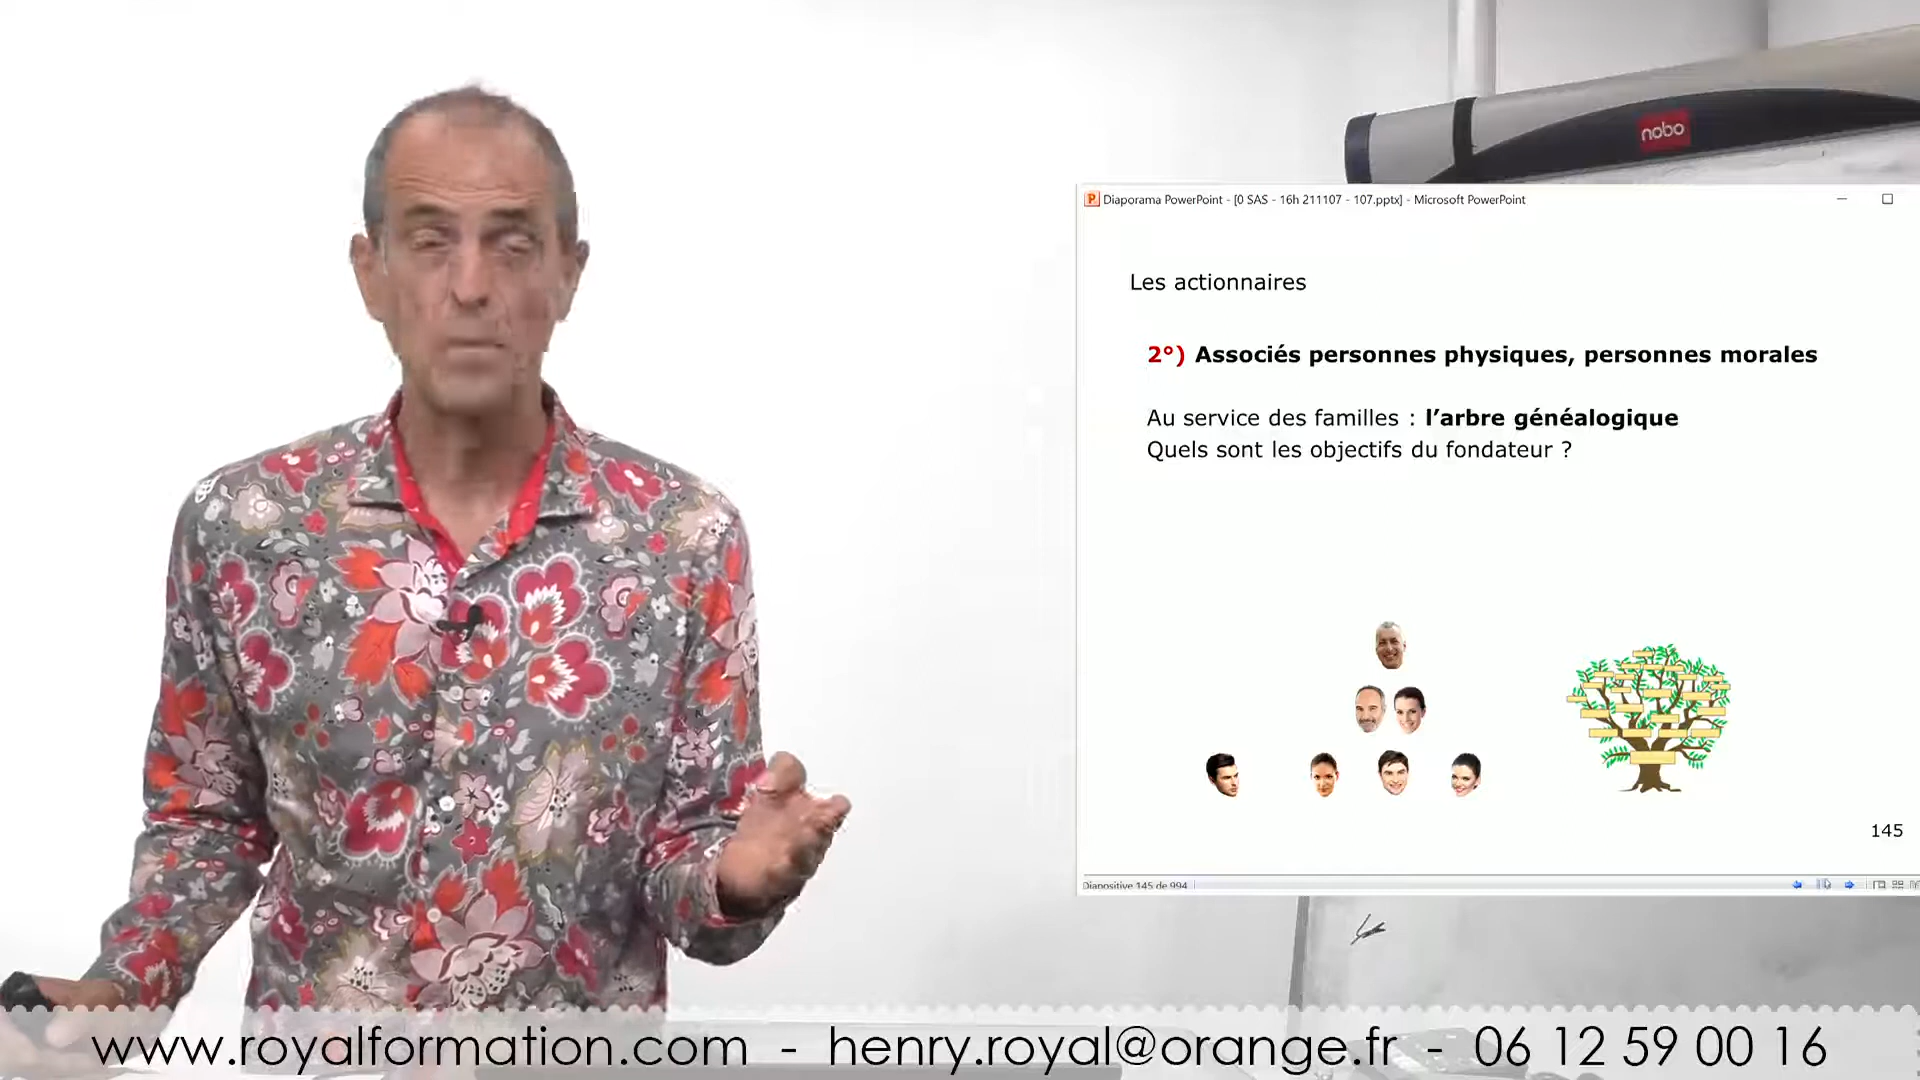 nobo
Diaporama PowerPoint - [0 SAS - 16h 211107 - 107.pptx] - Microsoft PowerPoint
Les actionnaires
2°) Associés personnes physiques, personnes morales
Au service des familles : l’arbre généalogique
Quels sont les objectifs du fondateur ?
145
Diapositive 145 de 994
www.royalformation.com - henry.royal@orange.fr - 06 12 59 00 16